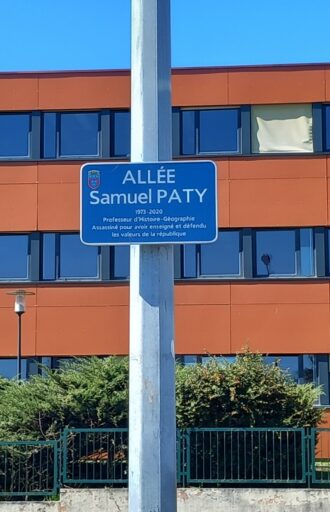 ALLÉE
Samuel PATY
1973-2020
Professeur d'Histoire-Géographie
Assassiné pour avoir enseigné et défendu
les valeurs de la république